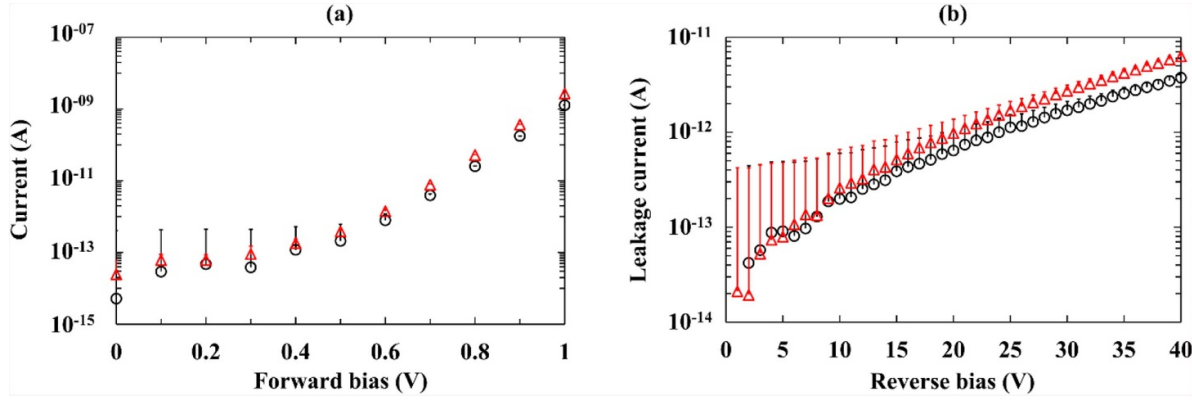 (a)
10⁻⁰⁷
10⁻⁰⁹
10⁻¹¹
10⁻¹³
10⁻¹⁵
Current (A)
0 0.2 0.4 0.6 0.8 1
Forward bias (V)
(b)
10⁻¹¹
10⁻¹²
10⁻¹³
10⁻¹⁴
Leakage current (A)
0 5 10 15 20 25 30 35 40
Reverse bias (V)